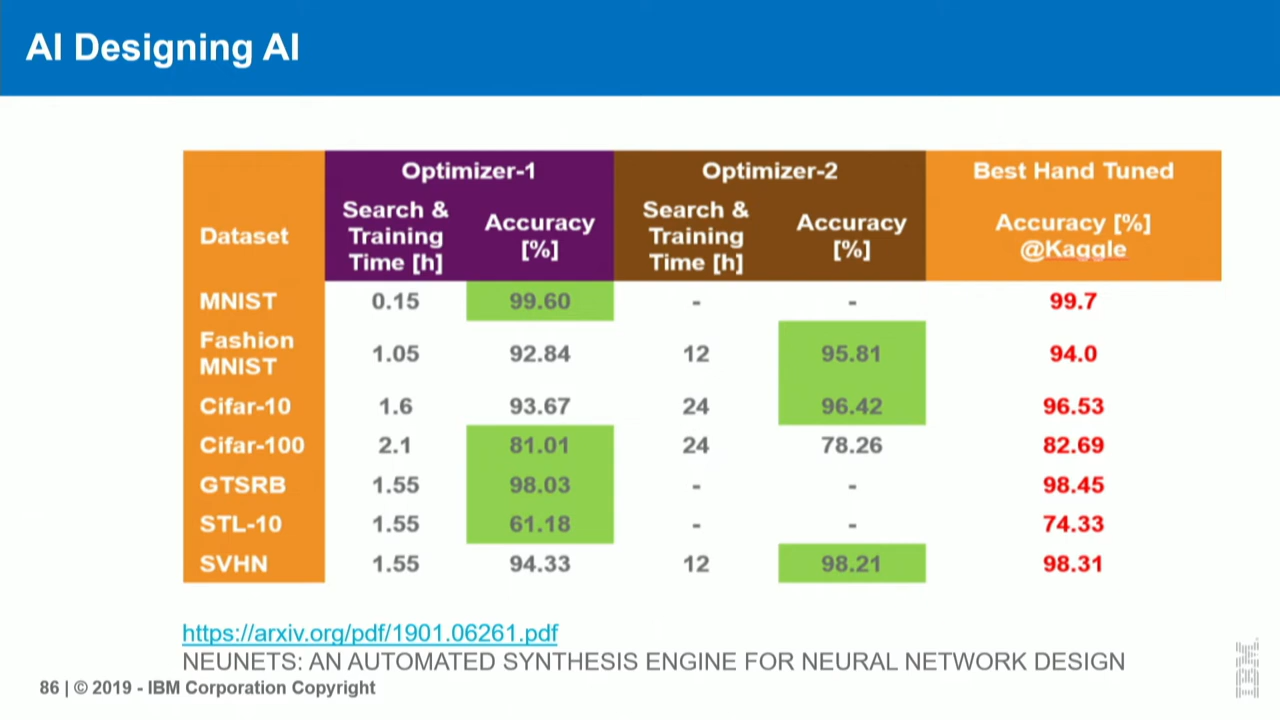 AI Designing AI
Optimizer-1 Optimizer-2 Best Hand Tuned
Dataset Search & Training Time [h] Accuracy [%] Search & Training Time [h] Accuracy [%] Accuracy [%] @Kaggle
MNIST 0.15 99.60 - - 99.7
Fashion MNIST 1.05 92.84 12 95.81 94.0
Cifar-10 1.6 93.67 24 96.42 96.53
Cifar-100 2.1 81.01 24 78.26 82.69
GTSRB 1.55 98.03 - - 98.45
STL-10 1.55 61.18 - - 74.33
SVHN 1.55 94.33 12 98.21 98.31
https://arxiv.org/pdf/1901.06261.pdf
NEUNETS: AN AUTOMATED SYNTHESIS ENGINE FOR NEURAL NETWORK DESIGN
86 | © 2019 - IBM Corporation Copyright
IBM